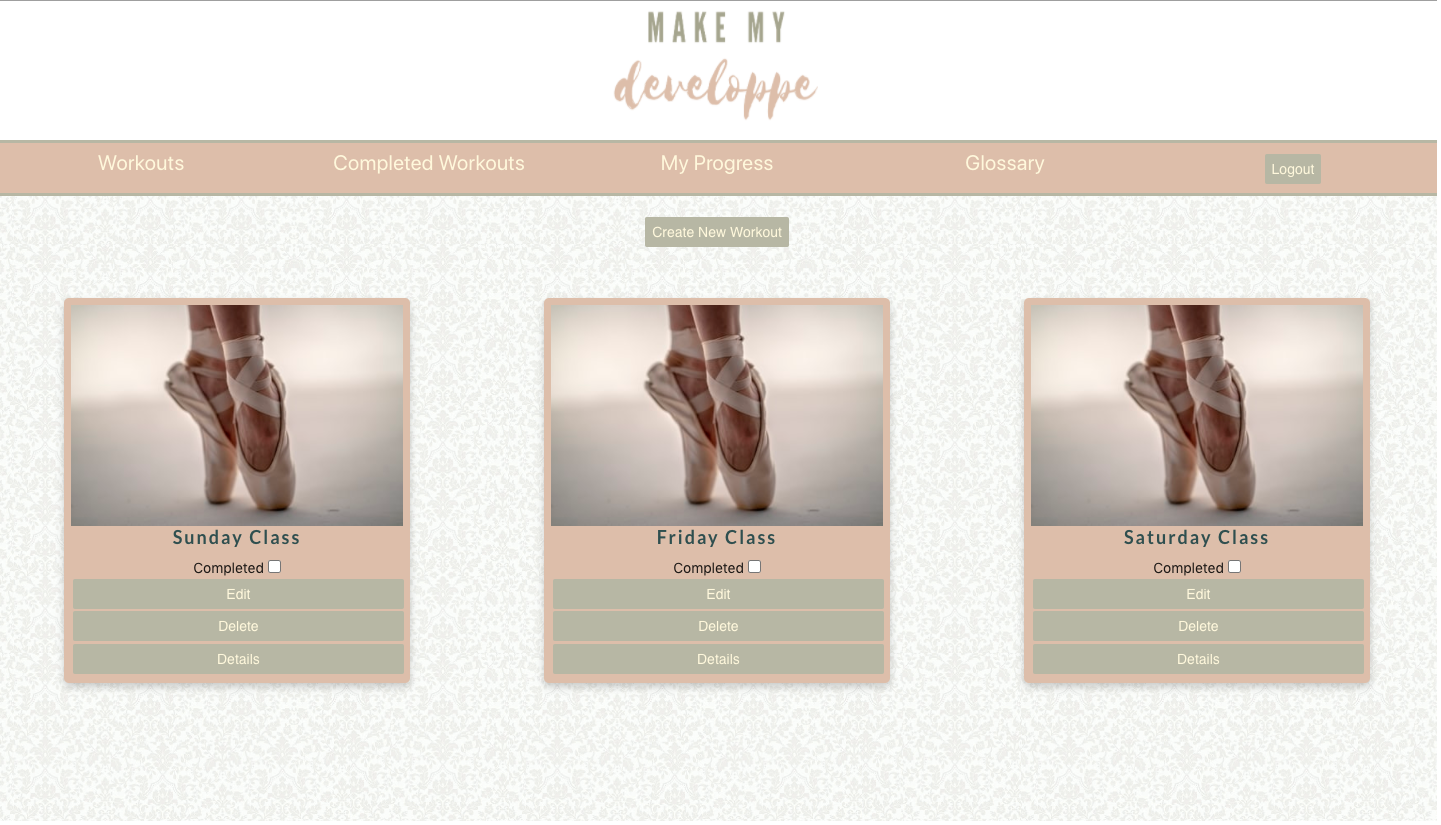 MAKE MY
developpe
Workouts Completed Workouts My Progress Glossary Logout
Create New Workout
Sunday Class
Completed
Edit
Delete
Details
Friday Class
Completed
Edit
Delete
Details
Saturday Class
Completed
Edit
Delete
Details